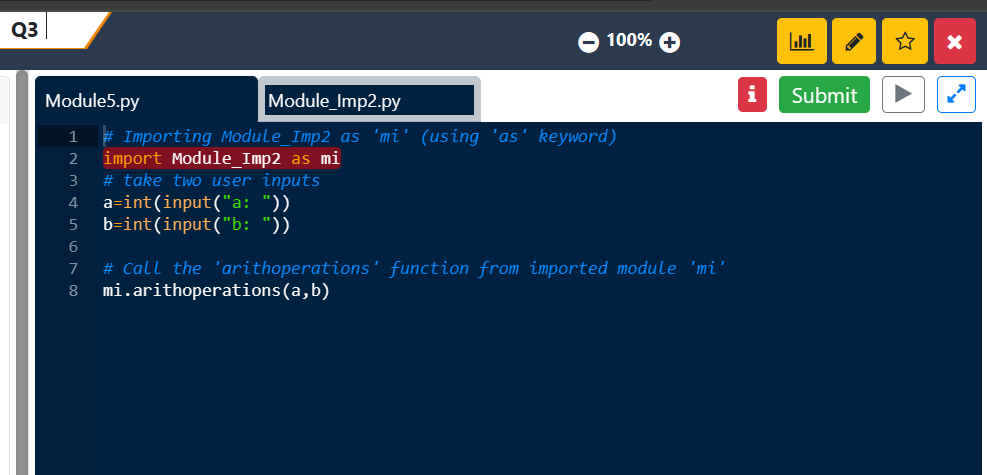 Q3
100%
Module5.py
Module_Imp2.py
Submit
1 # Importing Module_Imp2 as 'mi' (using 'as' keyword)
2 import Module_Imp2 as mi
3 # take two user inputs
4 a=int(input("a: "))
5 b=int(input("b: "))
6
7 # Call the 'arithoperations' function from imported module 'mi'
8 mi.arithoperations(a,b)